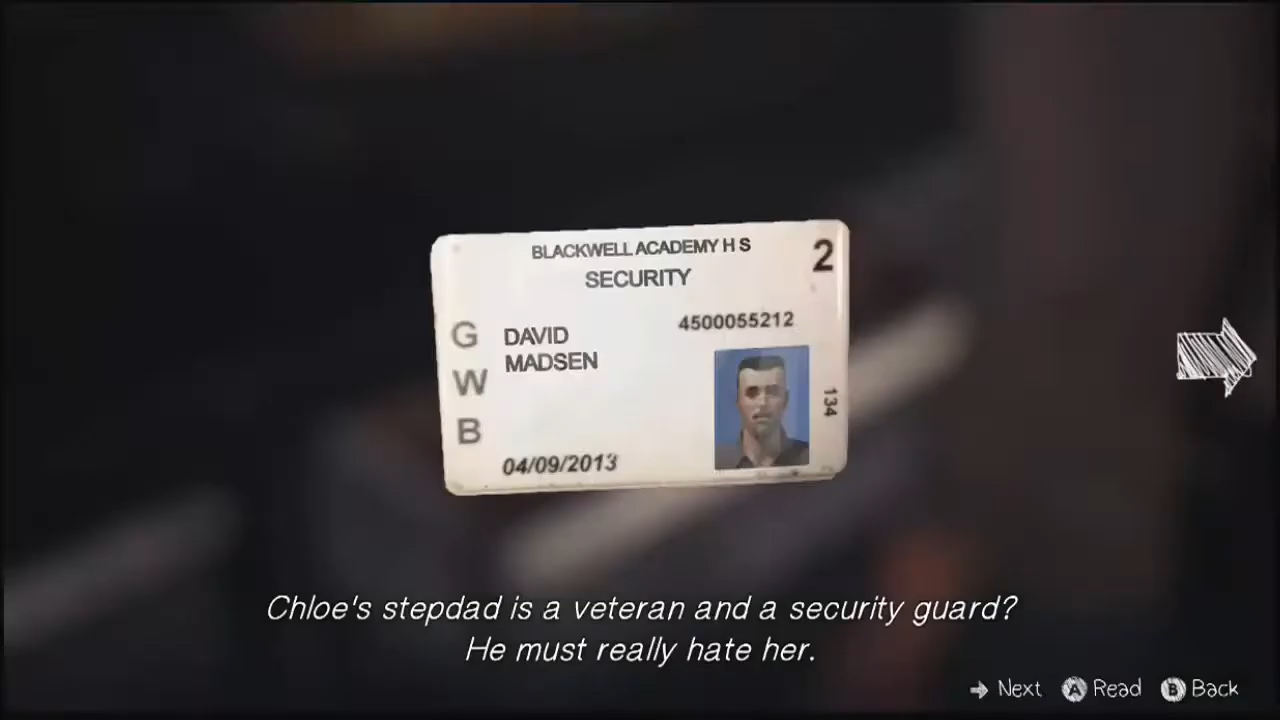 BLACKWELL ACADEMY H S
SECURITY
2
4500055212
G
W
B
DAVID
MADSEN
134
04/09/2013
Chloe's stepdad is a veteran and a security guard?
He must really hate her.
Next A Read B Back